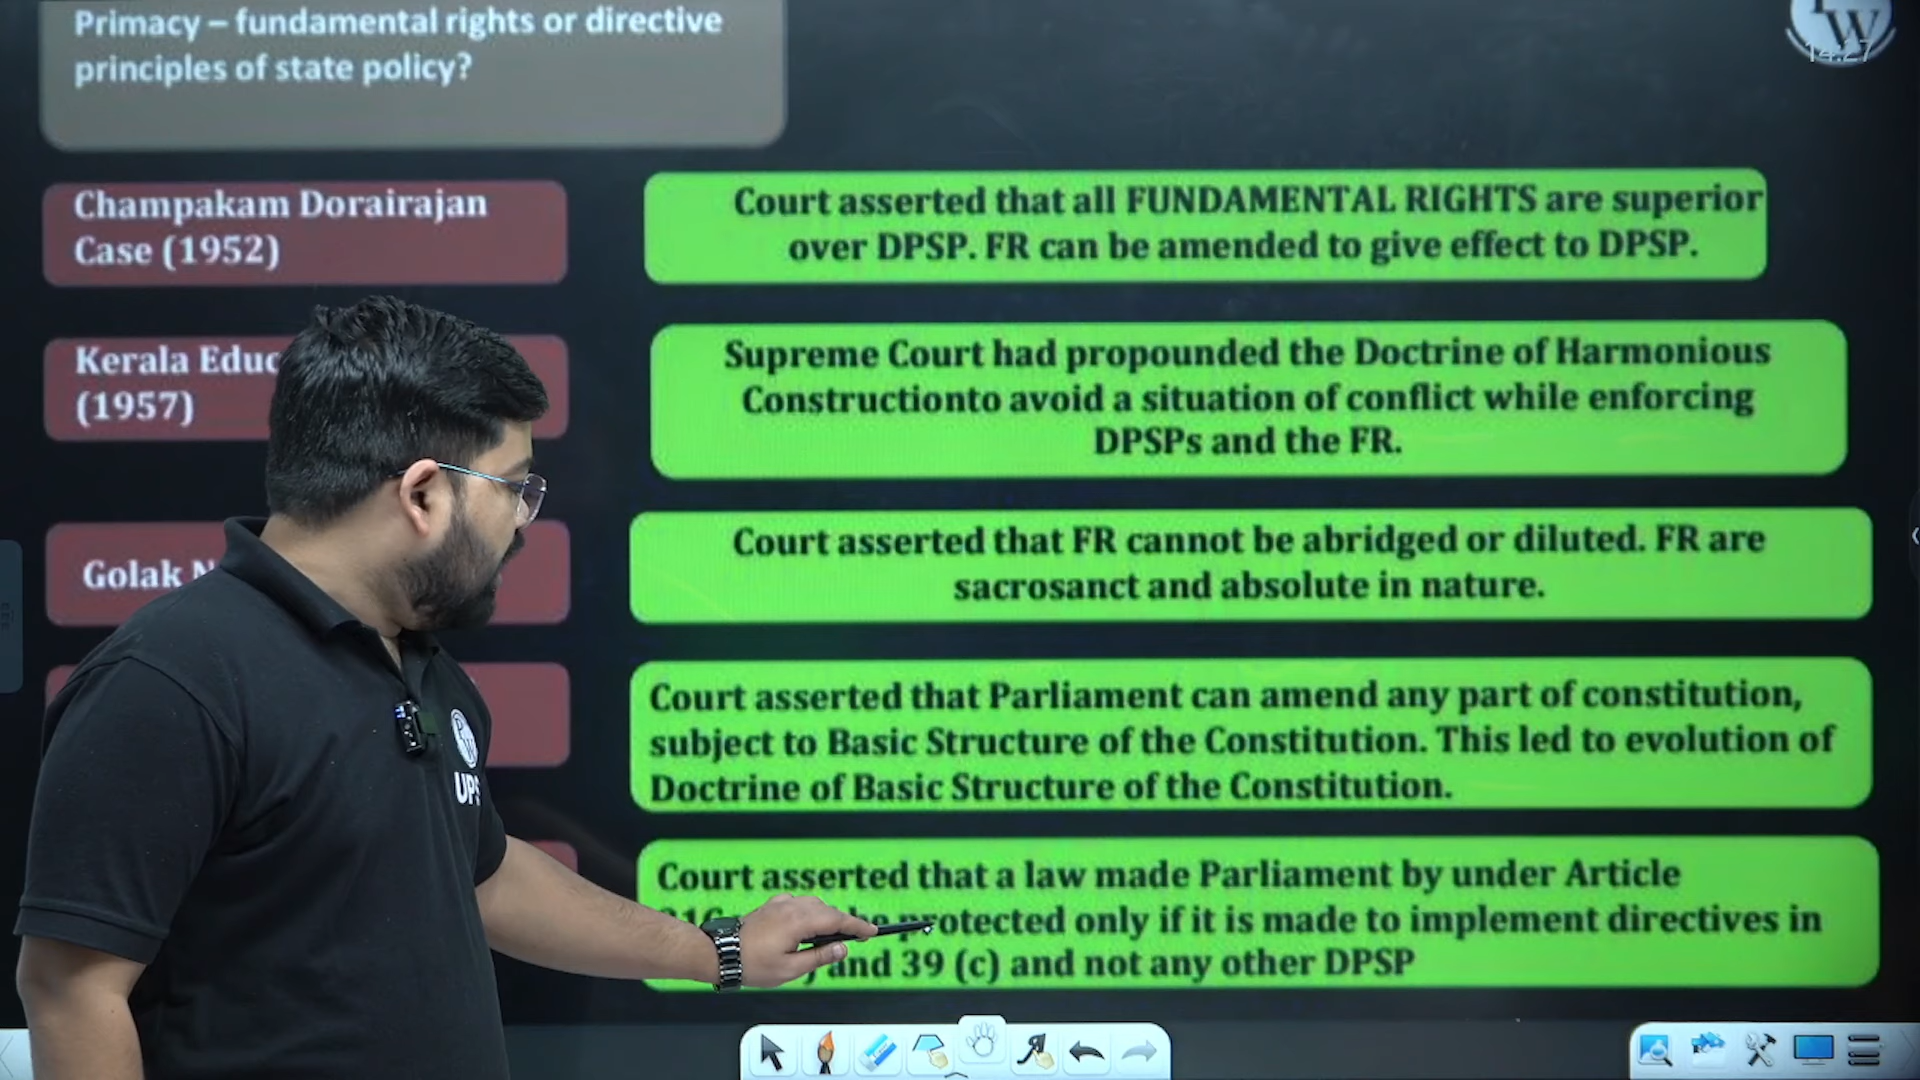 Primacy – fundamental rights or directive
principles of state policy?
14:27
Champakam Dorairajan
Case (1952)
Court asserted that all FUNDAMENTAL RIGHTS are superior
over DPSP. FR can be amended to give effect to DPSP.
Kerala
(1957)
Supreme Court had propounded the Doctrine of Harmonious
Constructionto avoid a situation of conflict while enforcing
DPSPs and the FR.
Golak
Court asserted that FR cannot be abridged or diluted. FR are
sacrosanct and absolute in nature.
Court asserted that Parliament can amend any part of constitution,
subject to Basic Structure of the Constitution. This led to evolution of
Doctrine of Basic Structure of the Constitution.
Court asserted that a law made Parliament by under Article
be protected only if it is made to implement directives in
and 39 (c) and not any other DPSP
PW